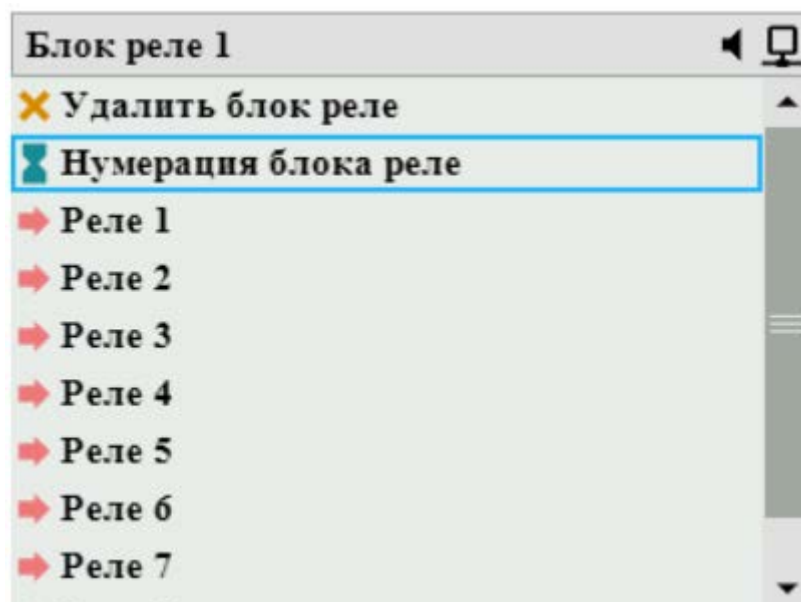 Блок реле 1
Удалить блок реле
Нумерация блока реле
Реле 1
Реле 2
Реле 3
Реле 4
Реле 5
Реле 6
Реле 7